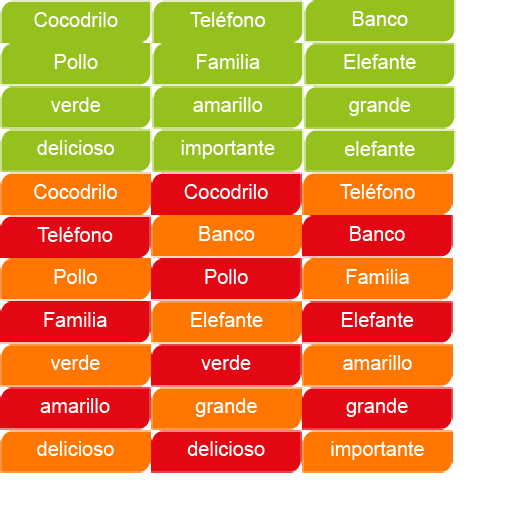 Cocodrilo Teléfono Banco
Pollo Familia Elefante
verde amarillo grande
delicioso importante elefante
Cocodrilo Cocodrilo Teléfono
Teléfono Banco Banco
Pollo Pollo Familia
Familia Elefante Elefante
verde verde amarillo
amarillo grande grande
delicioso delicioso importante